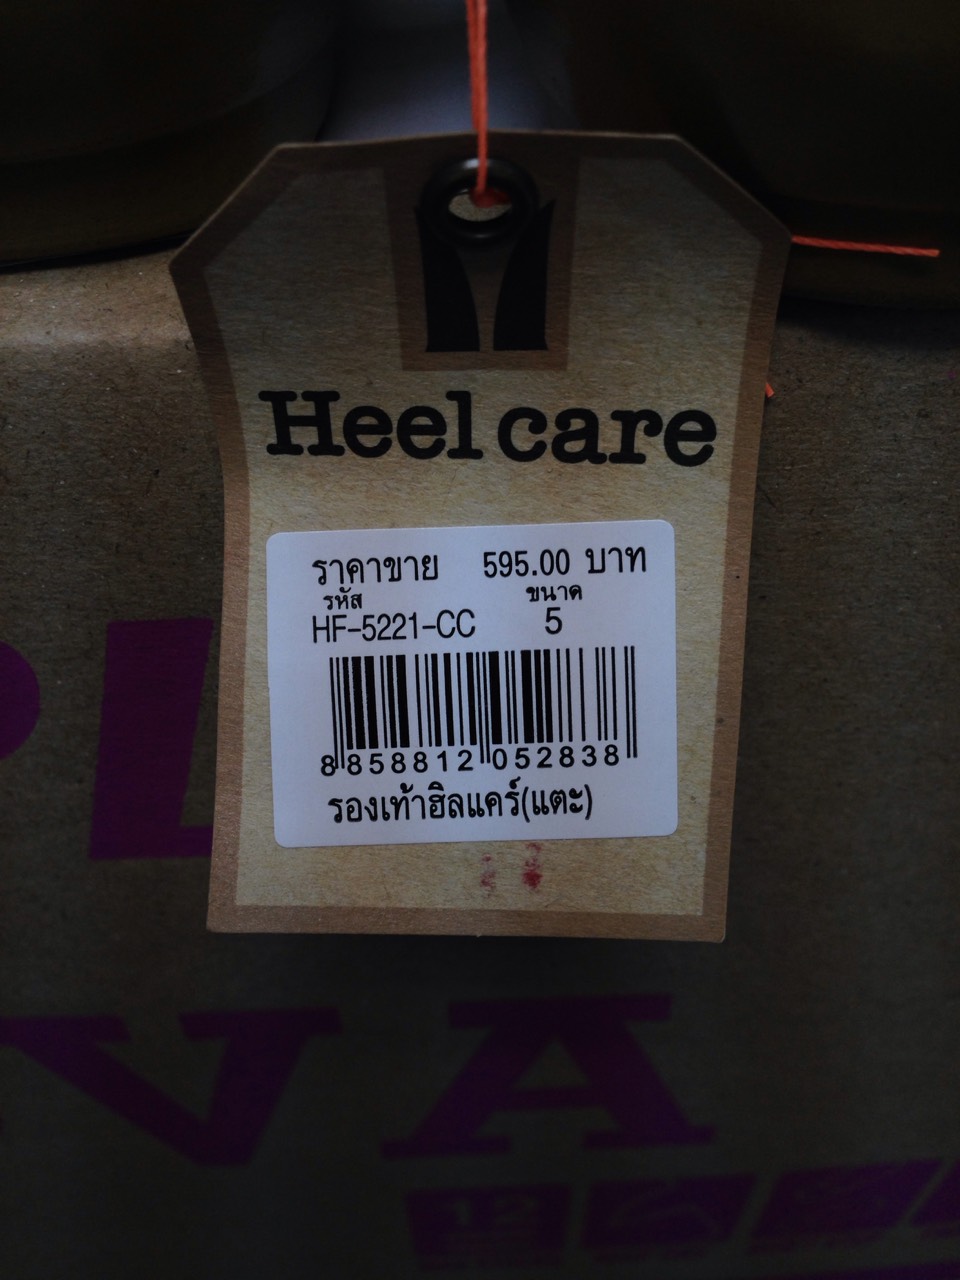 Heel care
ราคาขาย 595.00 บาท
รหัส ขนาด
HF-5221-CC 5
8 858812 052838
รองเท้าฮิลแคร์(แตะ)
VA
12